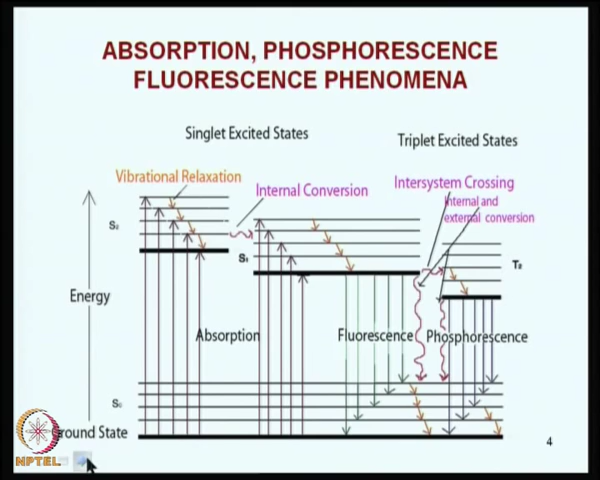 ABSORPTION, PHOSPHORESCENCE
FLUORESCENCE PHENOMENA
Singlet Excited States
Triplet Excited States
Vibrational Relaxation
Internal Conversion
Intersystem Crossing
Internal and
external conversion
S₂
S₁
T₂
Energy
Absorption
Fluorescence
Phosphorescence
S₀
Ground State
4
NPTEL